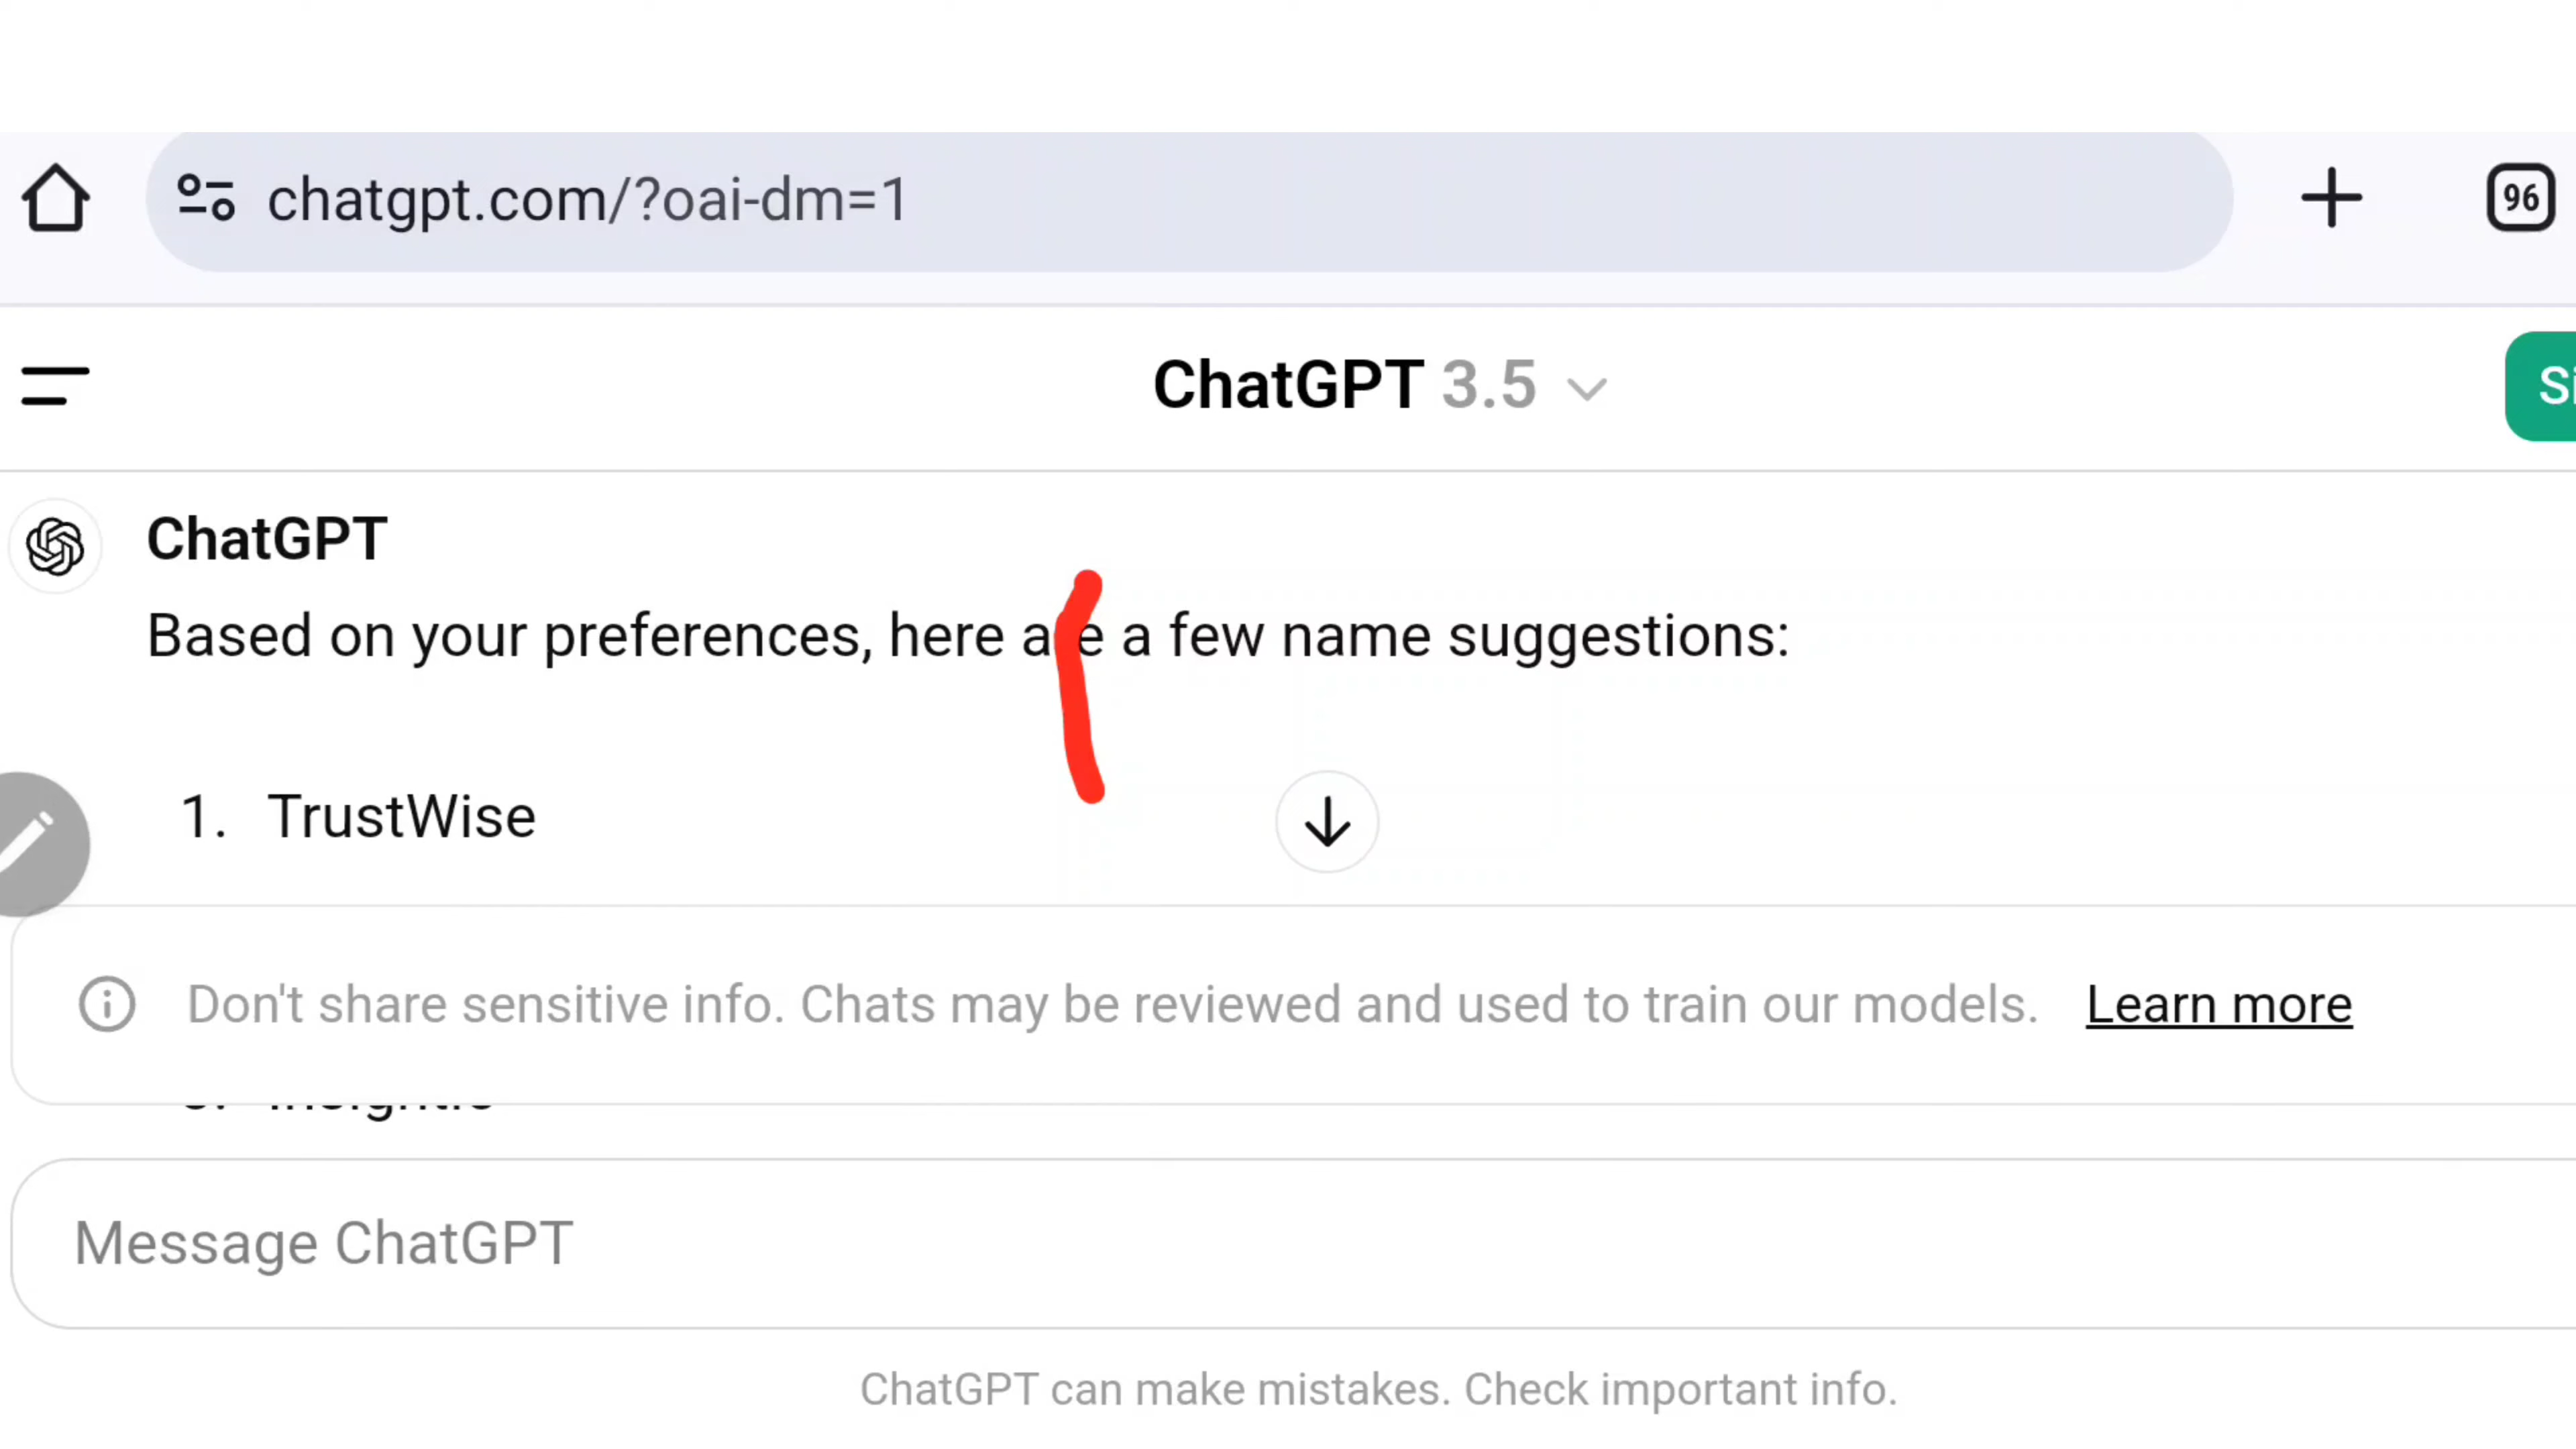 chatgpt.com/?oai-dm=1
96
ChatGPT 3.5
Si
ChatGPT
Based on your preferences, here are a few name suggestions:
1. TrustWise
Don't share sensitive info. Chats may be reviewed and used to train our models. Learn more
Message ChatGPT
ChatGPT can make mistakes. Check important info.